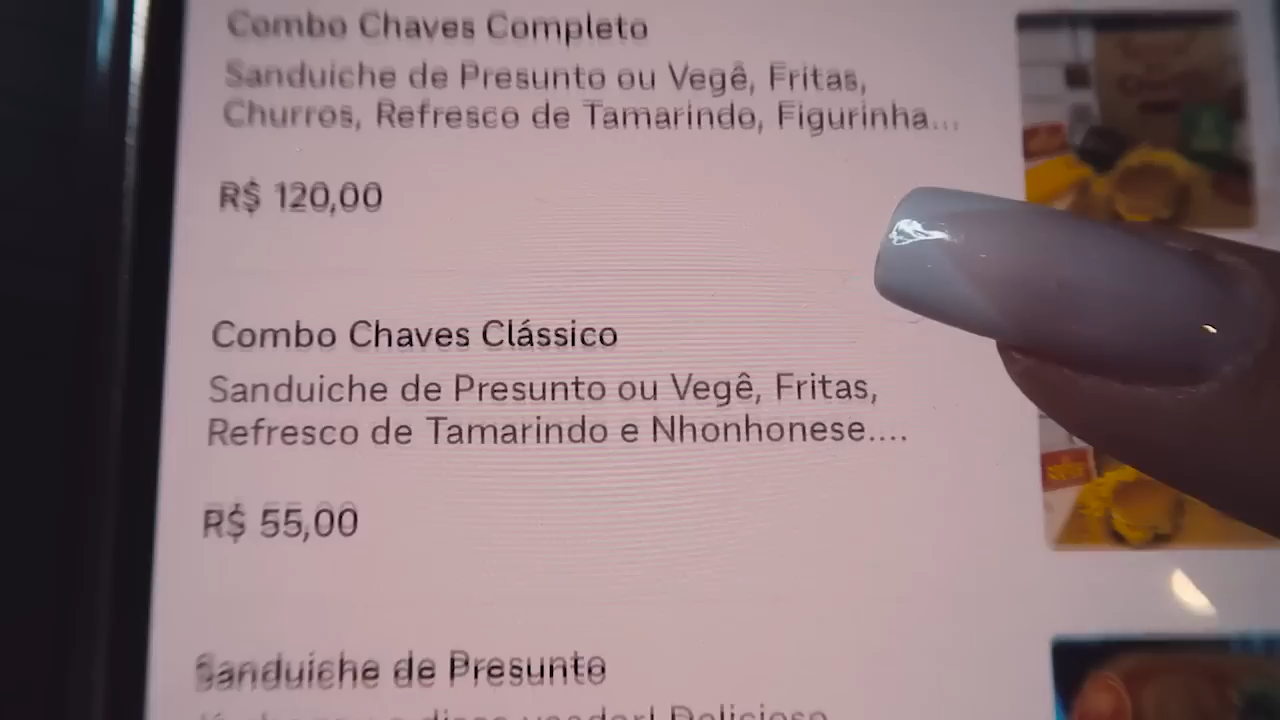 Combo Chaves Completo
Sanduiche de Presunto ou Vegê, Fritas,
Churros, Refresco de Tamarindo, Figurinha...
R$ 120,00
Combo Chaves Clássico
Sanduiche de Presunto ou Vegê, Fritas,
Refresco de Tamarindo e Nhonhonese....
R$ 55,00
Sanduiche de Presunto
Delicioso